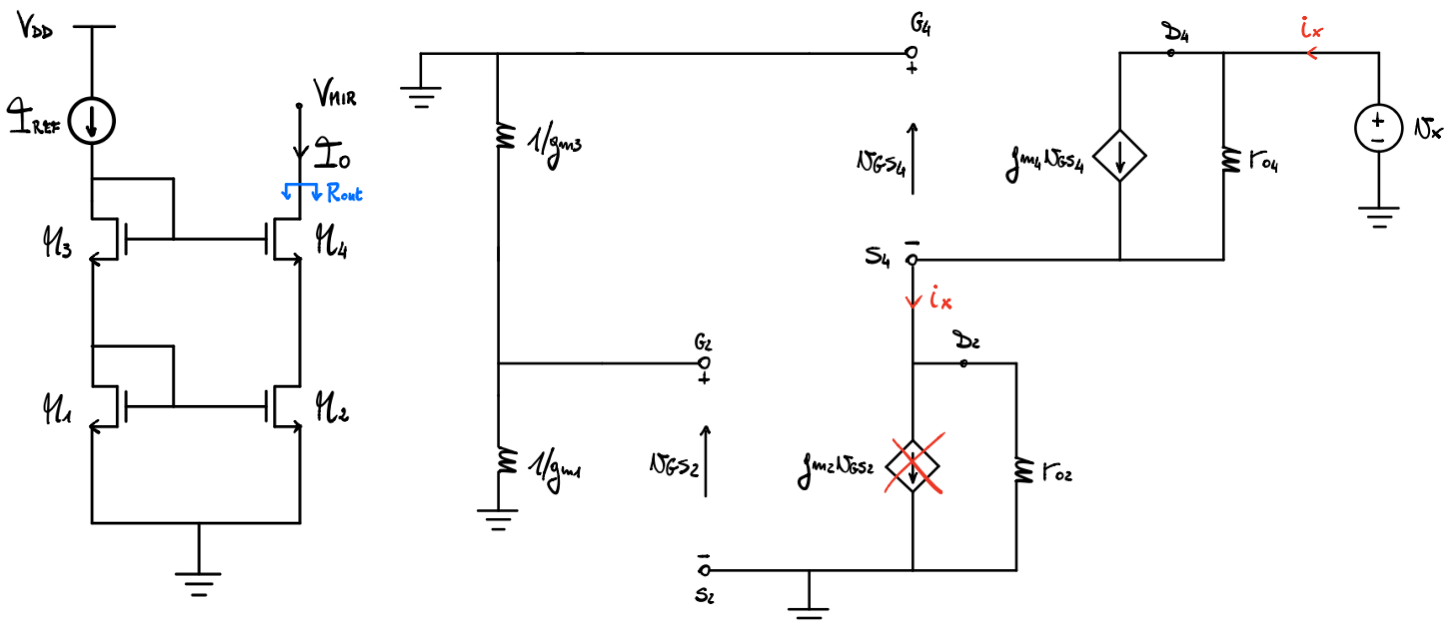 VDD
IREF
VMIR
I0
Rout
M3
M4
M1
M2
G4
+
1/gm3
vGS4
gm4vGS4
D4
ix
ro4
+
-
vx
-
S4
ix
G2
+
D2
1/gm1
vGS2
gm2vGS2
ro2
-
S2